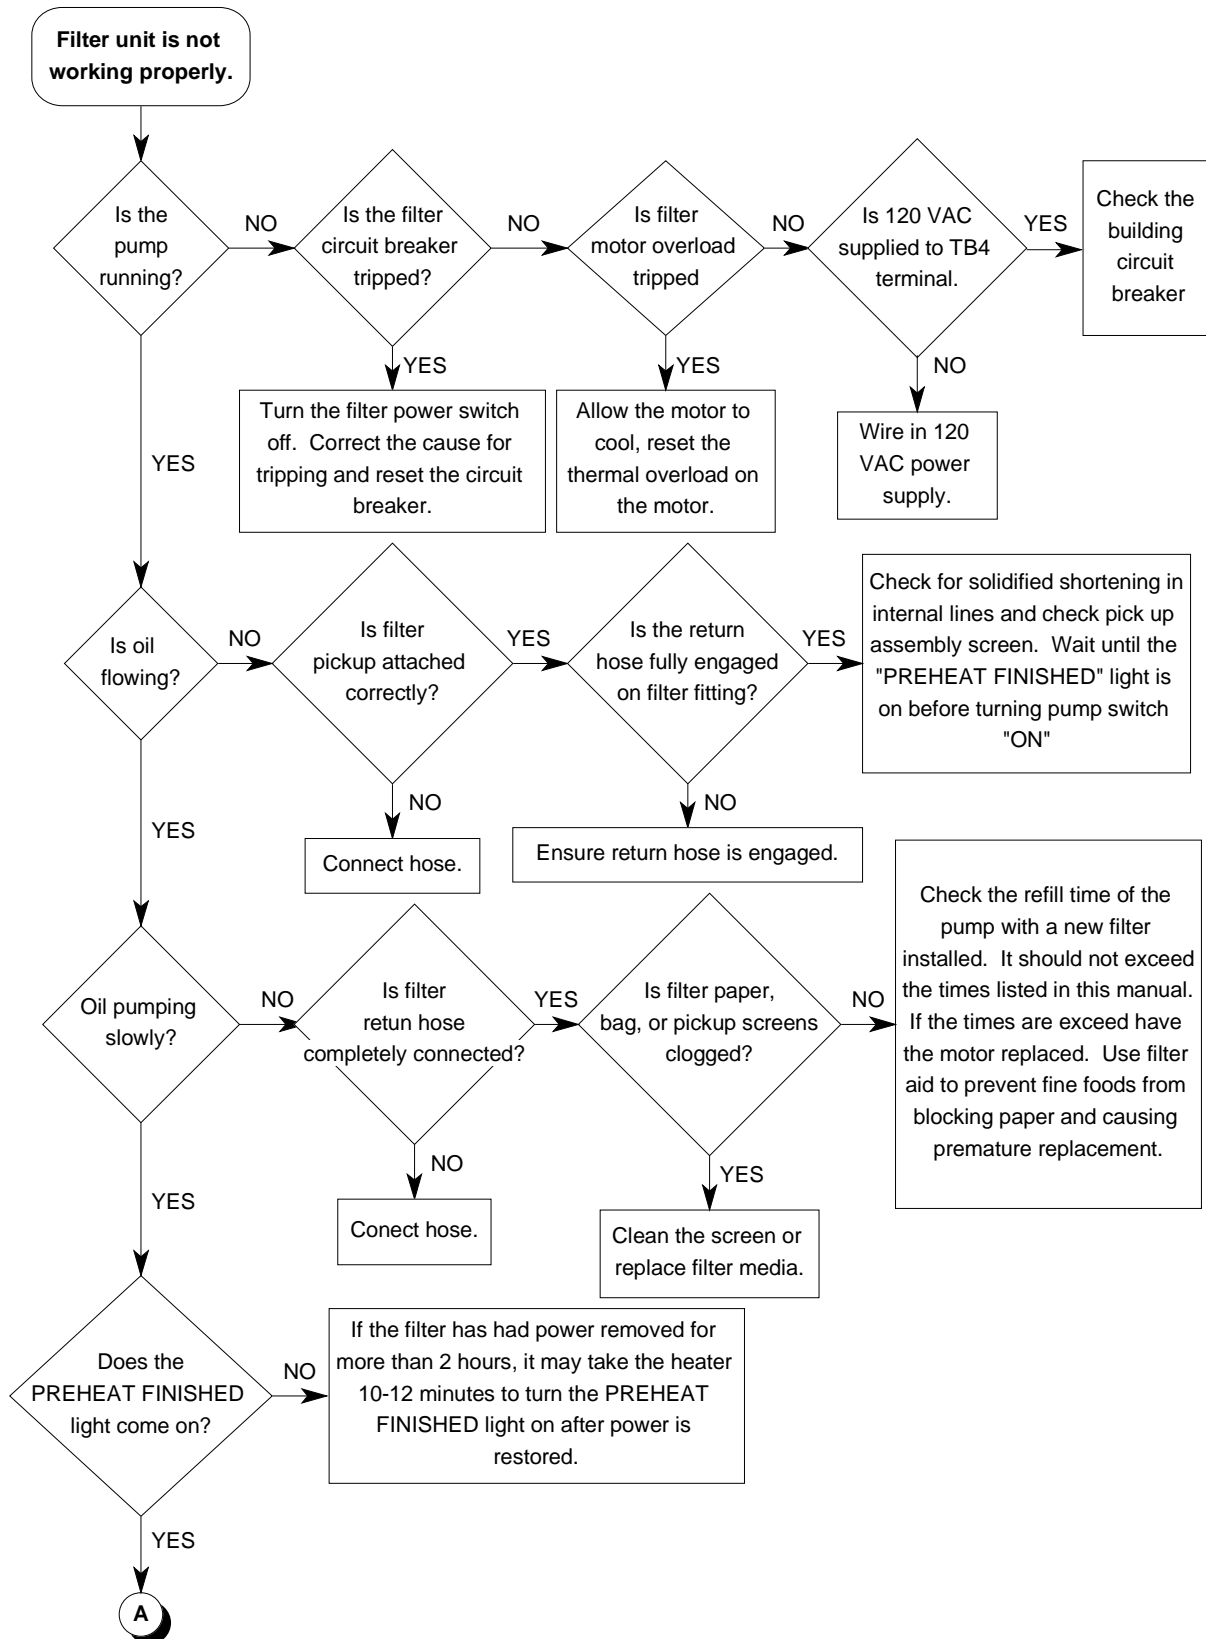 Filter unit is not
working properly.
Is the
pump
running?
NO
Is the filter
circuit breaker
tripped?
NO
Is filter
motor overload
tripped
NO
Is 120 VAC
supplied to TB4
terminal.
YES
Check the
building
circuit
breaker
YES
YES
YES
NO
Turn the filter power switch
off. Correct the cause for
tripping and reset the circuit
breaker.
Allow the motor to
cool, reset the
thermal overload on
the motor.
Wire in 120
VAC power
supply.
Is oil
flowing?
NO
Is filter
pickup attached
correctly?
YES
Is the return
hose fully engaged
on filter fitting?
YES
Check for solidified shortening in
internal lines and check pick up
assembly screen. Wait until the
"PREHEAT FINISHED" light is
on before turning pump switch
"ON"
YES
NO
NO
Connect hose.
Ensure return hose is engaged.
Oil pumping
slowly?
NO
Is filter
retun hose
completely connected?
YES
Is filter paper,
bag, or pickup screens
clogged?
NO
Check the refill time of the
pump with a new filter
installed. It should not exceed
the times listed in this manual.
If the times are exceed have
the motor replaced. Use filter
aid to prevent fine foods from
blocking paper and causing
premature replacement.
YES
NO
YES
Conect hose.
Clean the screen or
replace filter media.
Does the
PREHEAT FINISHED
light come on?
NO
If the filter has had power removed for
more than 2 hours, it may take the heater
10-12 minutes to turn the PREHEAT
FINISHED light on after power is
restored.
YES
A